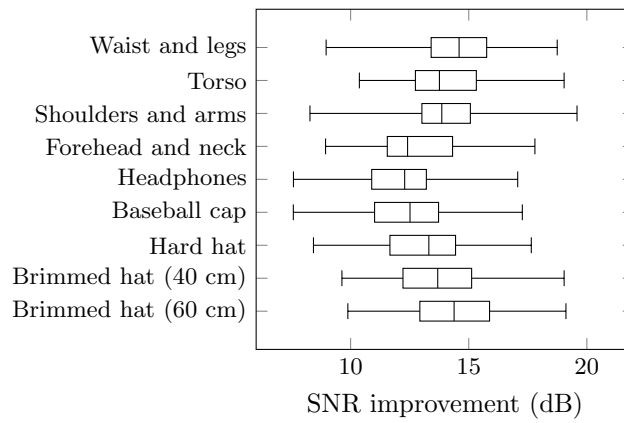 Waist and legs
Torso
Shoulders and arms
Forehead and neck
Headphones
Baseball cap
Hard hat
Brimmed hat (40 cm)
Brimmed hat (60 cm)
10 15 20
SNR improvement (dB)